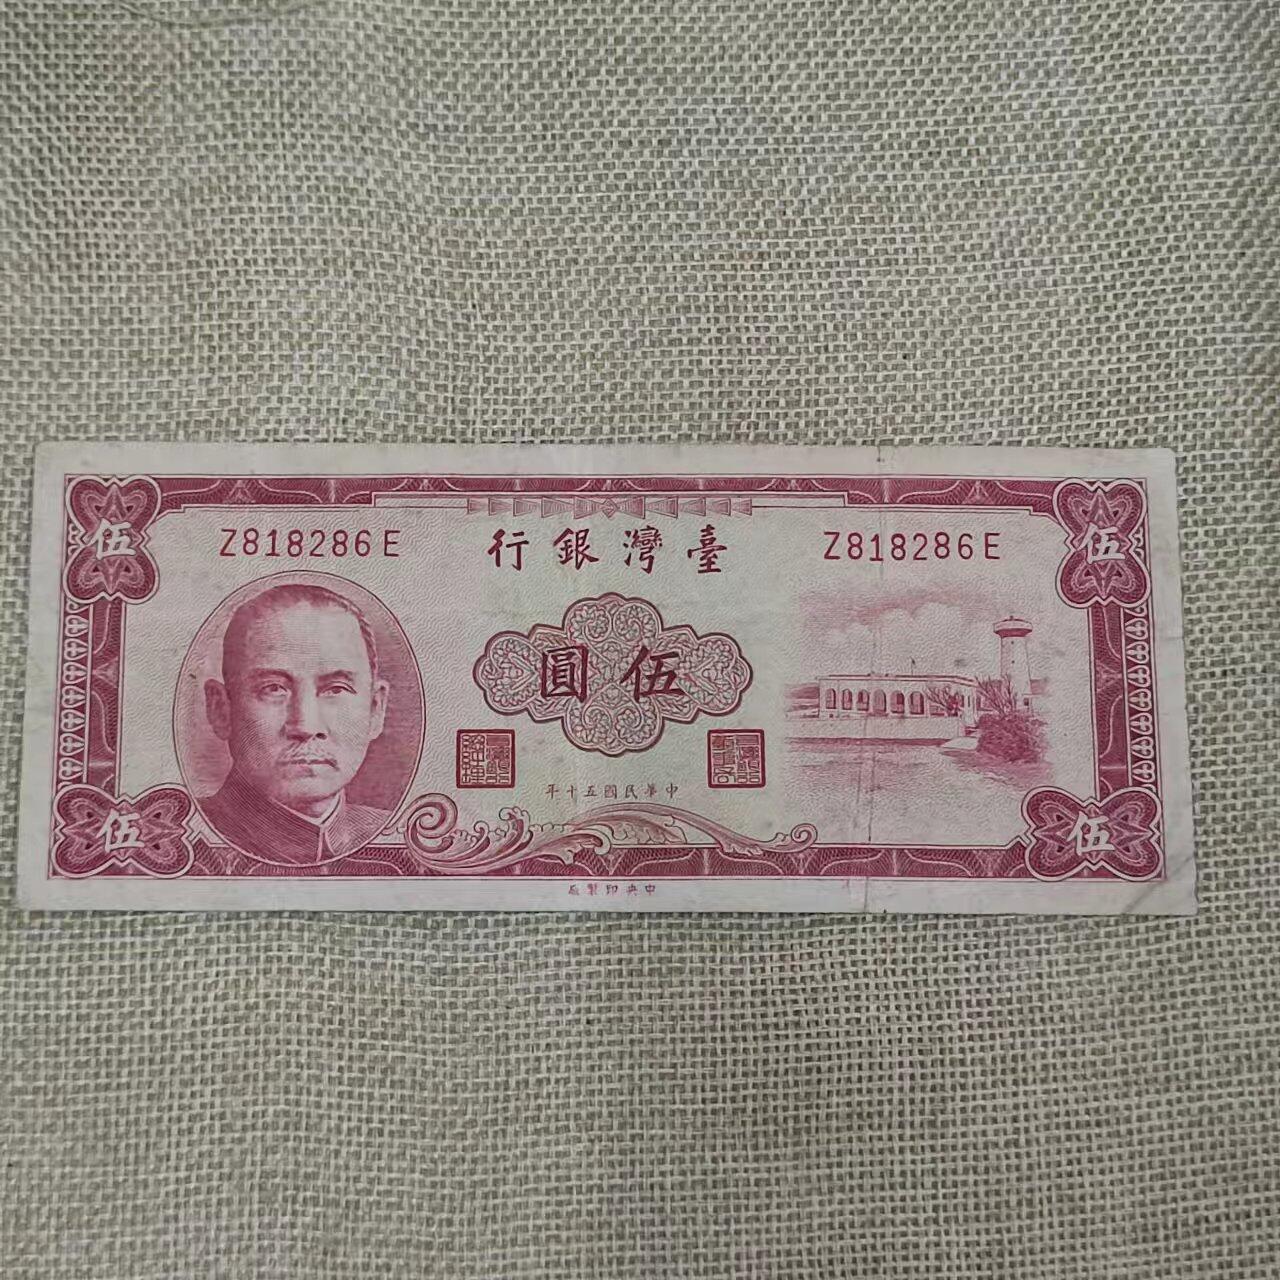 Z818286E
臺灣銀行
Z818286E
伍
伍
伍圓
中華民國五十年
伍
伍
中央印製廠